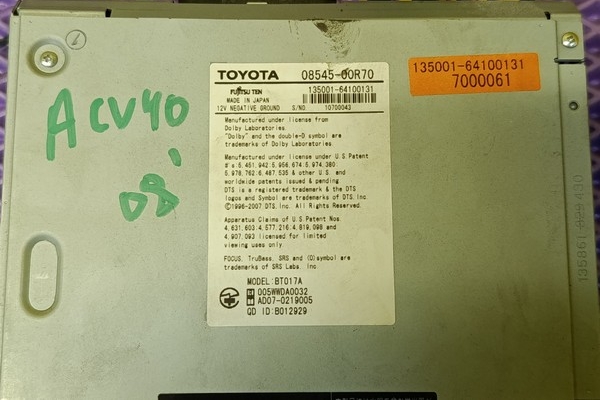 TOYOTA 08545-00R70
FUJITSU TEN 135001-64100131
MADE IN JAPAN
12V NEGATIVE GROUND S/NO 10700043
Manufactured under license from
Dolby Laboratories.
"Dolby" and the double-D symbol are
trademarks of Dolby Laboratories.
Manufactured under license under U.S.Patent
#'s 5,451,942;5,956,674;5,974,380;
5,978,762;6,487,535 & other U.S. and
worldwide patents issued & pending
DTS is a registered trademark & the DTS
logos and Symbol are trademarks of DTS, Inc.
©1996-2007 DTS, Inc. All Rights Reserved.
Apparatus Claims of U.S.Patent Nos.
4,631,603,4,577,216,4,819,098 and
4,907,093 licensed for limited
viewing uses only.
FOCUS, TruBass, SRS and (O)symbol are
trademarks of SRS Labs, Inc.
MODEL:BT017A
005WWDA0032
AD07-0219005
QD ID:B012929
135001-64100131
7000061
ACV40
08